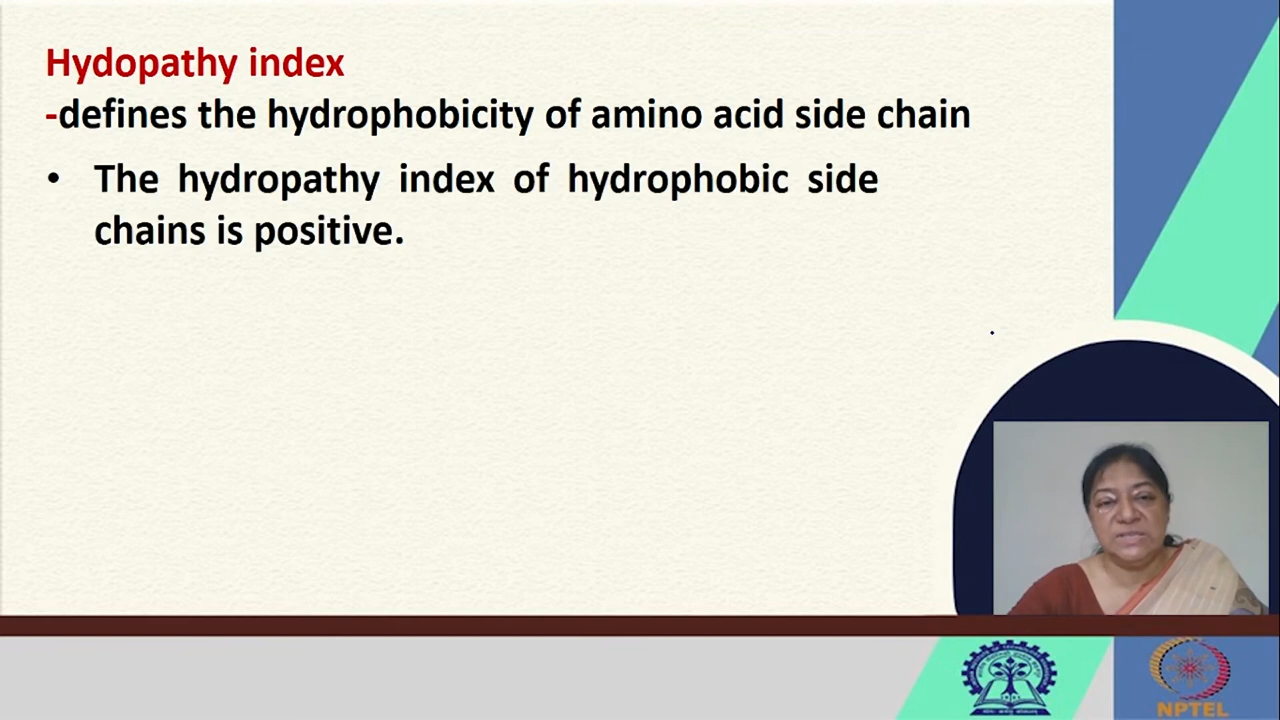 Hydopathy index
-defines the hydrophobicity of amino acid side chain
• The hydropathy index of hydrophobic side
chains is positive.
NPTEL